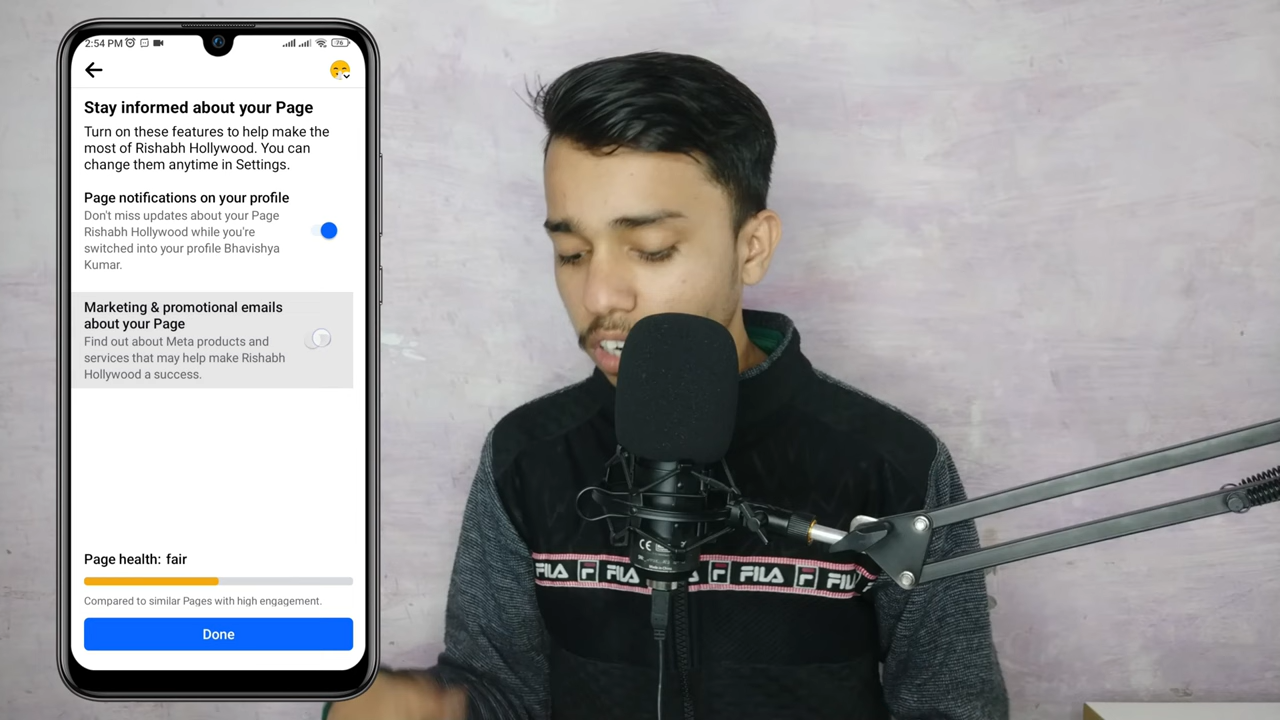 2:54 PM
76
Stay informed about your Page
Turn on these features to help make the
most of Rishabh Hollywood. You can
change them anytime in Settings.
Page notifications on your profile
Don't miss updates about your Page
Rishabh Hollywood while you're
switched into your profile Bhavishya
Kumar.
Marketing & promotional emails
about your Page
Find out about Meta products and
services that may help make Rishabh
Hollywood a success.
Page health: fair
Compared to similar Pages with high engagement.
Done
CE
FILA FILA FILA FIL